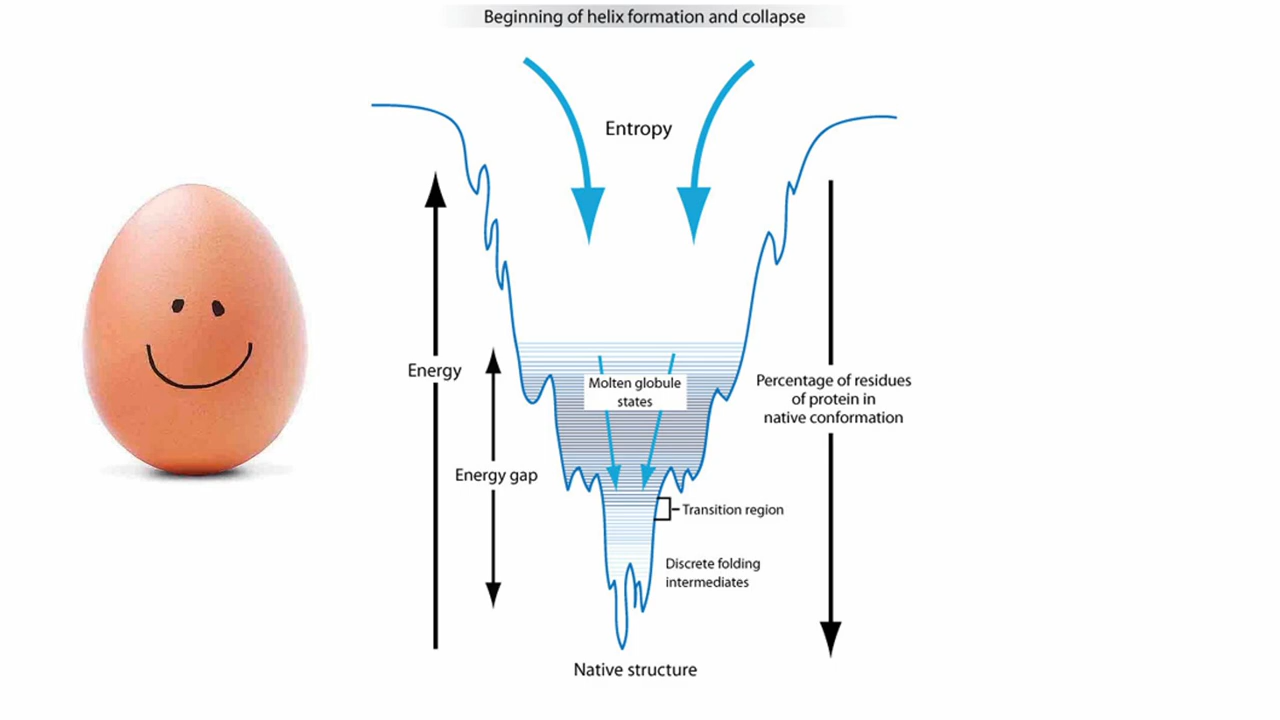 Beginning of helix formation and collapse
Entropy
Energy
Molten globule
states
Percentage of residues
of protein in
native conformation
Energy gap
Transition region
Discrete folding
intermediates
Native structure